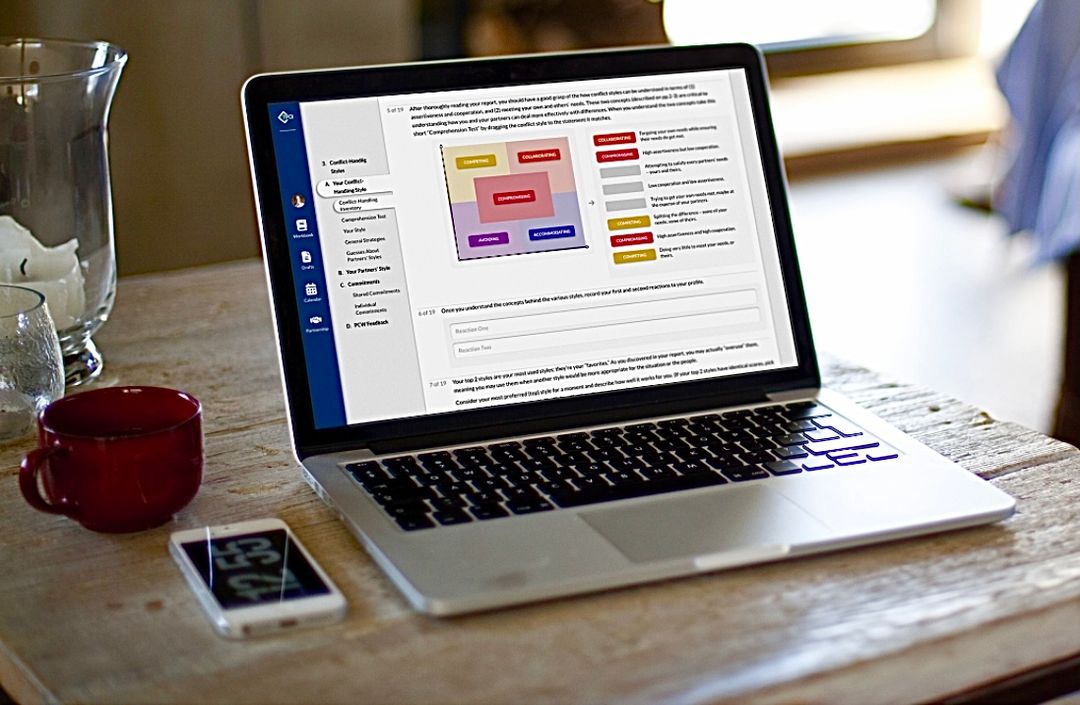 5 of 19
After thoroughly reading your report, you should have a good grasp of the how conflict styles can be understood in terms of (1)
assertiveness and cooperation, and (2) meeting your own and others' needs. These two concepts (described on pp 2-3) are critical to
understanding how you and your partners can deal more effectively with differences. When you understand the two concepts take this
short "Comprehension Test" by dragging the conflict style to the statement it matches.
3. Conflict-Handlig
Styles
A. Your Conflict-
Handling Style
Conflict Handling
Inventory
Comprehension Test
Your Style
General Strategies
Guesses About
Partners' Styles
B. Your Partners' Style
C. Commitments
Shared Commitments
Individual
Commitments
D. PCW Feedback
Workbook
Drafts
Calendar
Partnership
COMPETING
COLLABORATING
COMPROMISING
AVOIDING
ACCOMMODATING
COLLABORATING
Forgoing your own needs while ensuring
their needs do get met.
COMPROMISING
High assertiveness but low cooperation.
Attempting to satisfy every partners' needs
– yours and theirs.
Low cooperation and low assertiveness.
Trying to get your own needs met, maybe at
the expense of your partners.
COMPETING
Splitting the difference – some of your
needs; some of theirs.
COMPROMISING
High assertiveness and high cooperation.
COMPETING
Doing very little to meet your needs, or
theirs.
6 of 19
Once you understand the concepts behind the various styles, record your first and second reactions to your profile.
Reaction One
Reaction Two
7 of 19
Your top 2 styles are your most used styles; they're your "favorites." As you discovered in your report, you may actually "overuse" them,
meaning you may use them when another style would be more appropriate for the situation or the people.
Consider your most preferred (top) style for a moment and describe how well it works for you. (If your top 2 styles have identical scores, pick
12 55